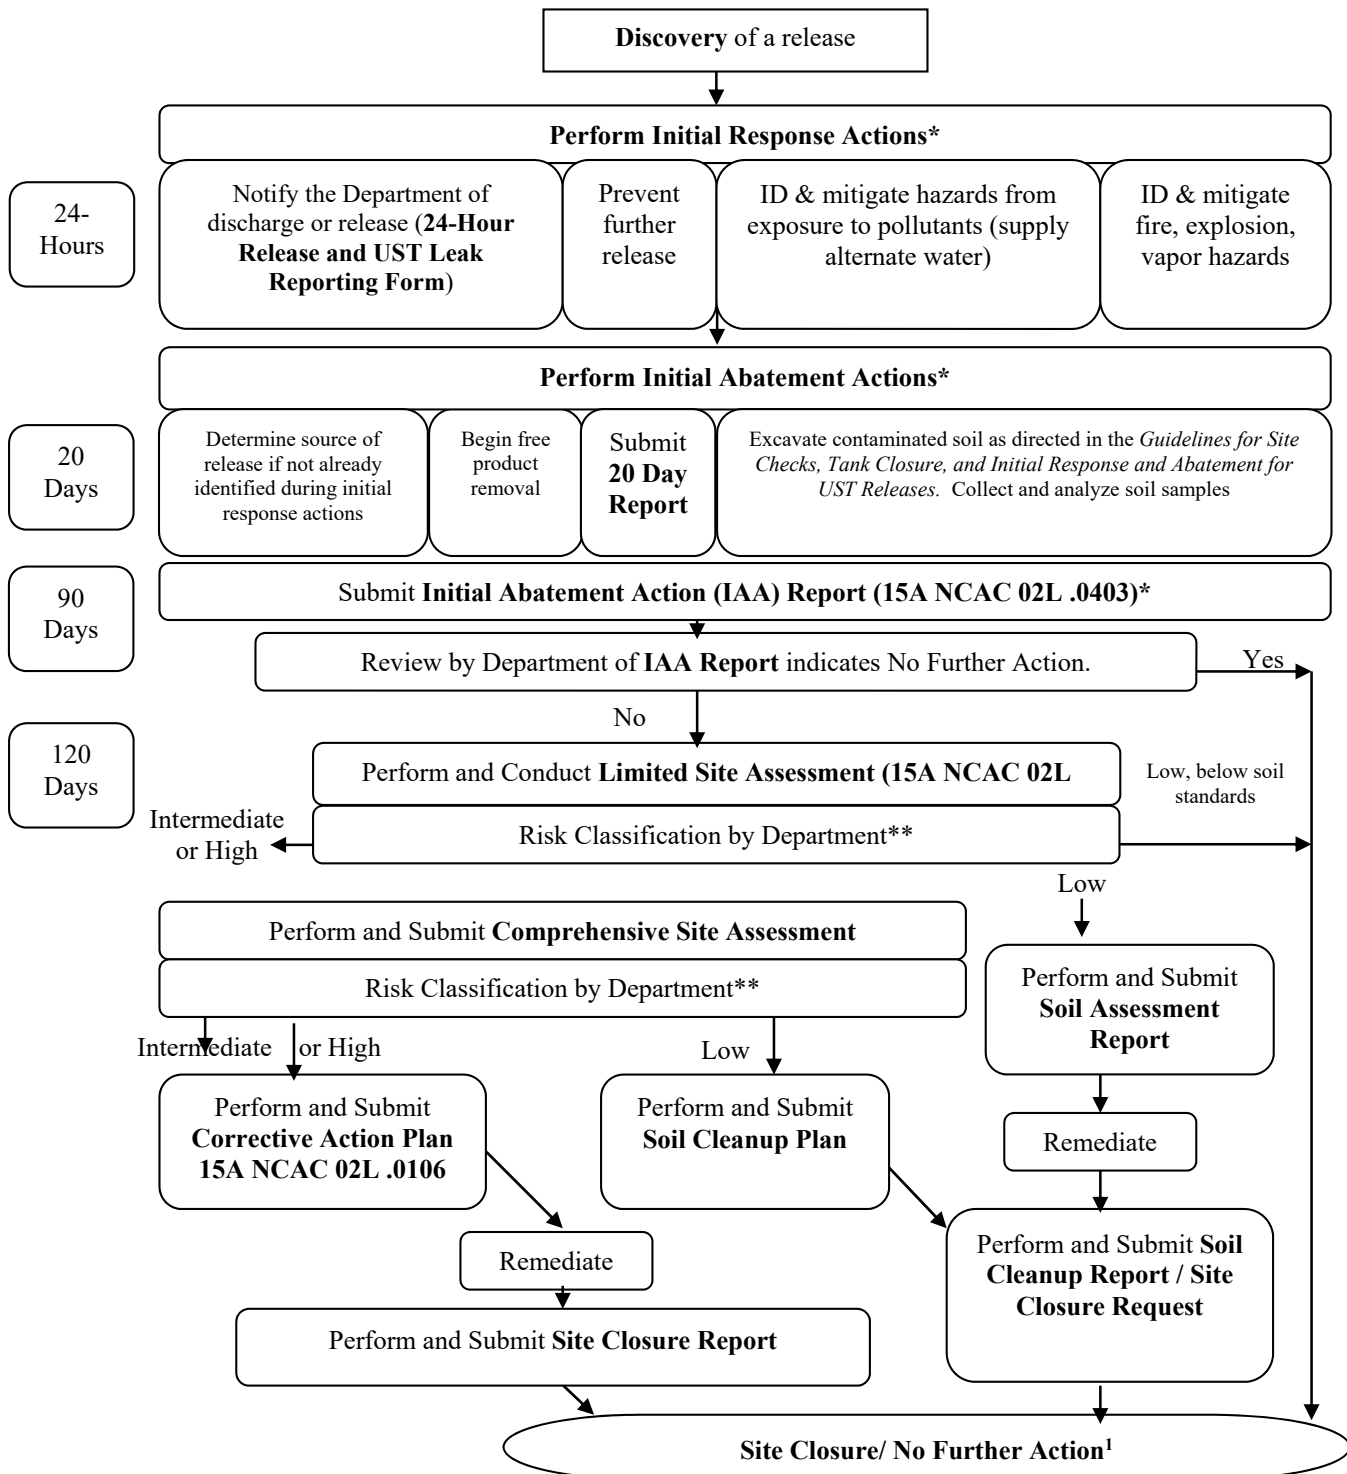 Discovery of a release
Perform Initial Response Actions*
24-
Hours
Notify the Department of
discharge or release (24-Hour
Release and UST Leak
Reporting Form)
Prevent
further
release
ID & mitigate hazards from
exposure to pollutants (supply
alternate water)
ID & mitigate
fire, explosion,
vapor hazards
Perform Initial Abatement Actions*
20
Days
Determine source of
release if not already
identified during initial
response actions
Begin free
product
removal
Submit
20 Day
Report
Excavate contaminated soil as directed in the Guidelines for Site
Checks, Tank Closure, and Initial Response and Abatement for
UST Releases. Collect and analyze soil samples
90
Days
Submit Initial Abatement Action (IAA) Report (15A NCAC 02L .0403)*
Review by Department of IAA Report indicates No Further Action.
Yes
No
120
Days
Perform and Conduct Limited Site Assessment (15A NCAC 02L
Low, below soil
standards
Intermediate
or High
Risk Classification by Department**
Low
Perform and Submit Comprehensive Site Assessment
Risk Classification by Department**
Perform and Submit
Soil Assessment
Report
Intermediate or High
Low
Perform and Submit
Corrective Action Plan
15A NCAC 02L .0106
Perform and Submit
Soil Cleanup Plan
Remediate
Remediate
Perform and Submit Soil
Cleanup Report / Site
Closure Request
Perform and Submit Site Closure Report
Site Closure/ No Further Action¹